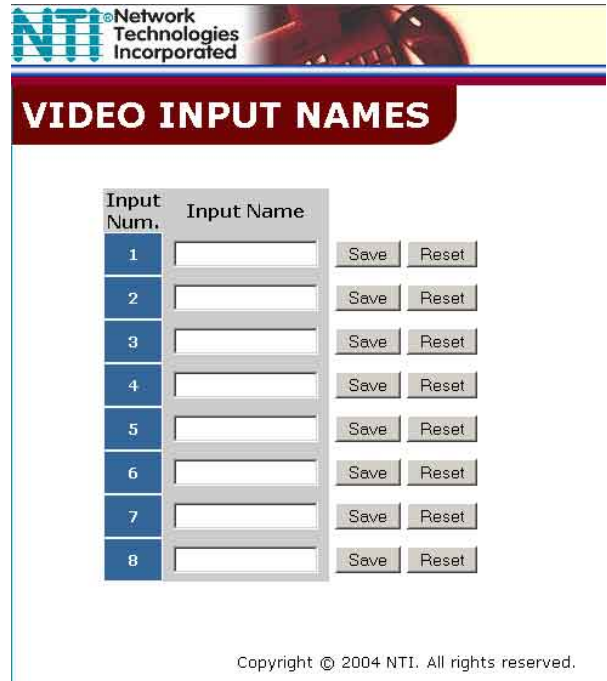 NTI® Network
Technologies
Incorporated
VIDEO INPUT NAMES
Input
Num. Input Name
1 Save Reset
2 Save Reset
3 Save Reset
4 Save Reset
5 Save Reset
6 Save Reset
7 Save Reset
8 Save Reset
Copyright © 2004 NTI. All rights reserved.